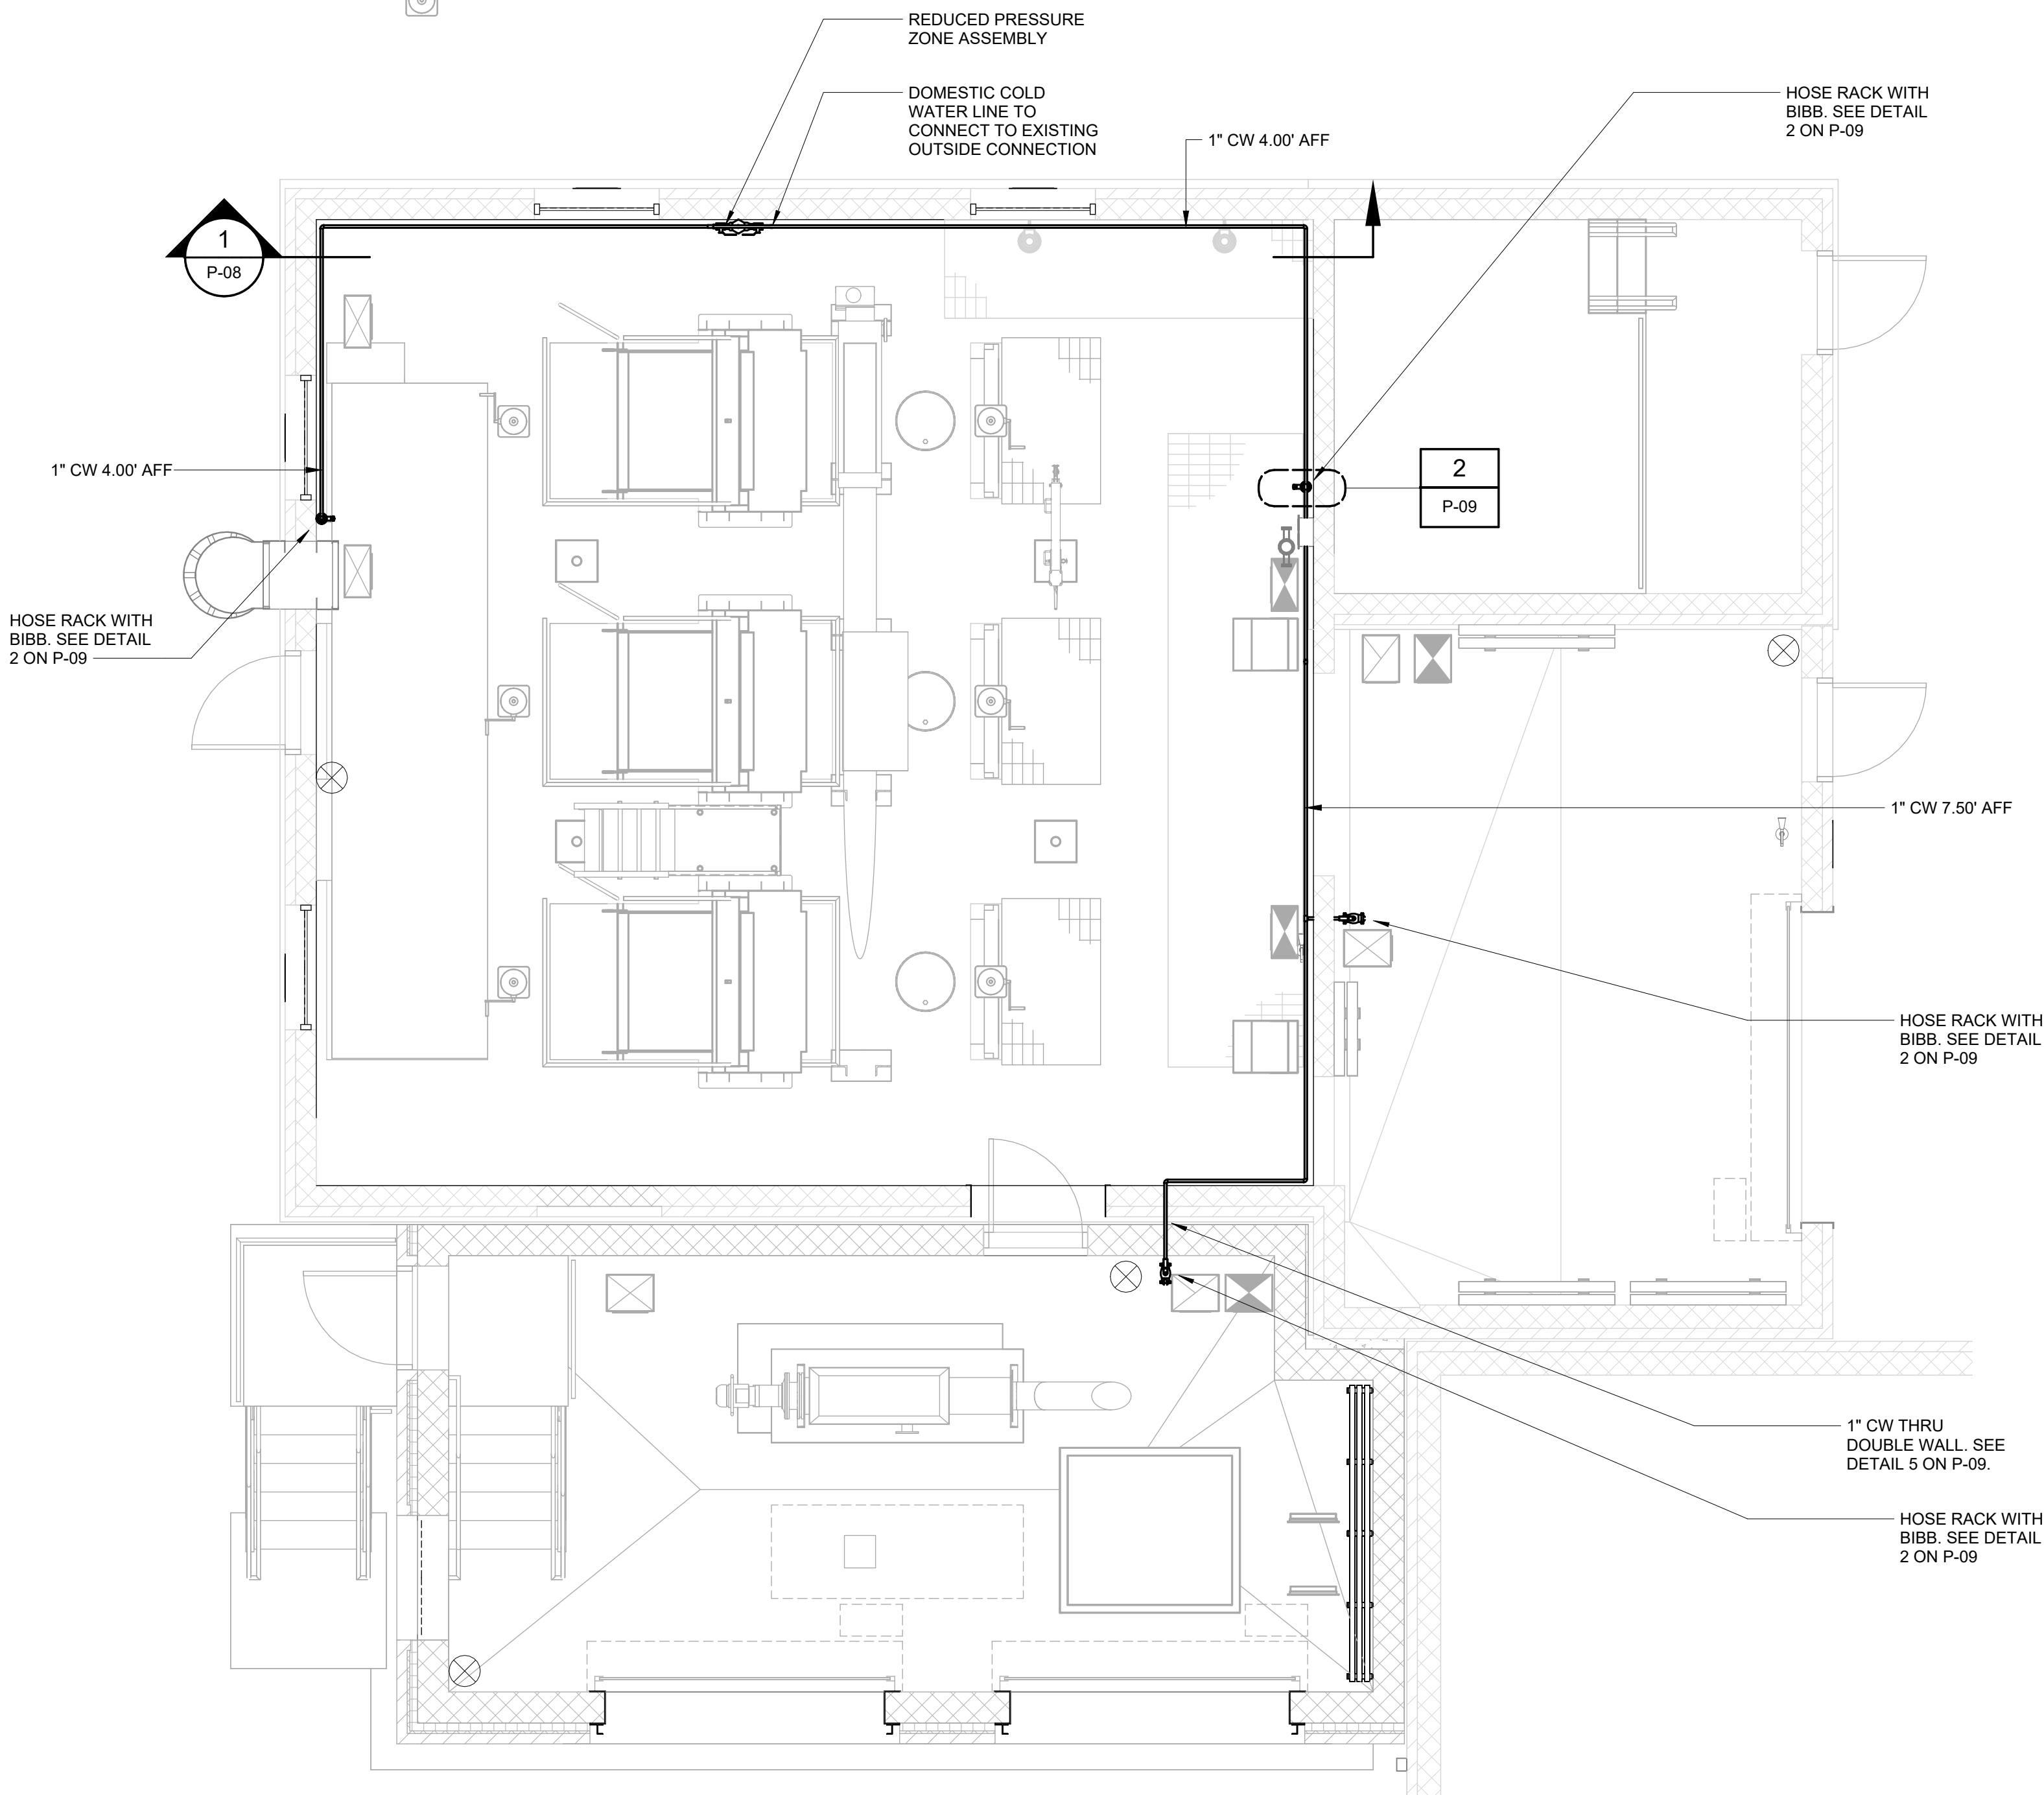 REDUCED PRESSURE
ZONE ASSEMBLY
DOMESTIC COLD
WATER LINE TO
CONNECT TO EXISTING
OUTSIDE CONNECTION
1" CW 4.00' AFF
HOSE RACK WITH
BIBB. SEE DETAIL
2 ON P-09
1
P-08
1" CW 4.00' AFF
2
P-09
HOSE RACK WITH
BIBB. SEE DETAIL
2 ON P-09
1" CW 7.50' AFF
HOSE RACK WITH
BIBB. SEE DETAIL
2 ON P-09
1" CW THRU
DOUBLE WALL. SEE
DETAIL 5 ON P-09.
HOSE RACK WITH
BIBB. SEE DETAIL
2 ON P-09